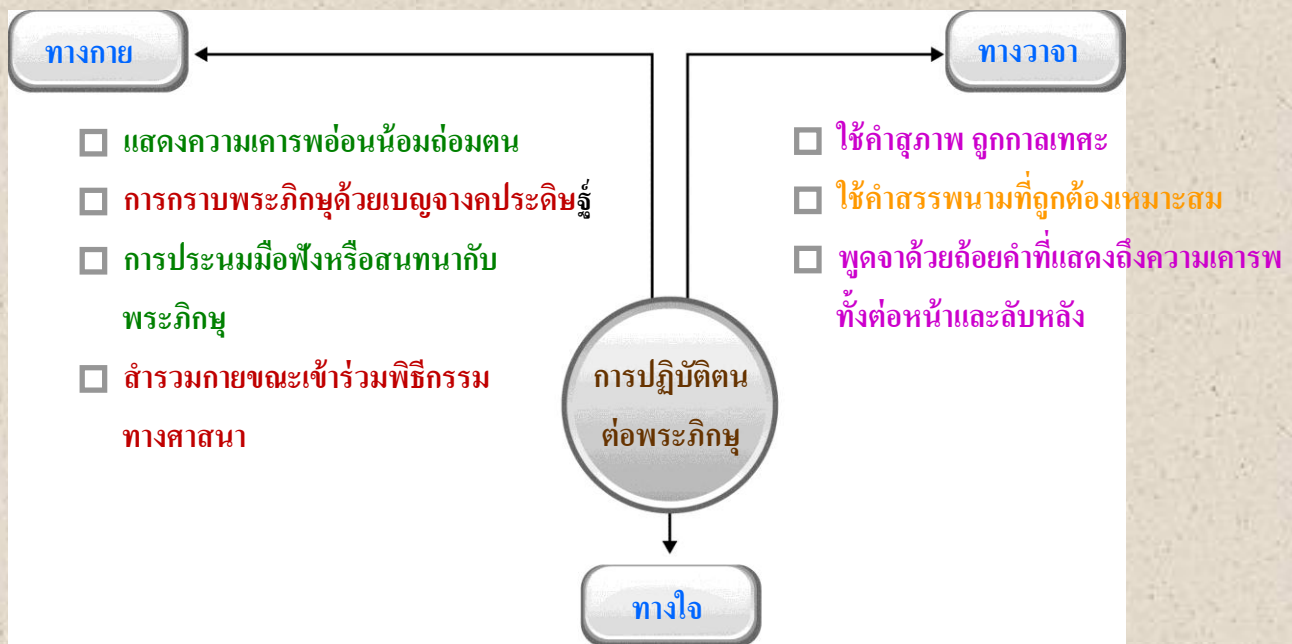 ทางกาย
แสดงความเคารพอ่อนน้อมถ่อมตน
การกราบพระภิกษุด้วยเบญจางคประดิษฐ์
การประนมมือฟังหรือสนทนากับ
พระภิกษุ
สำรวมกายขณะเข้าร่วมพิธีกรรม
ทางศาสนา
ทางวาจา
ใช้คำสุภาพ ถูกกาลเทศะ
ใช้คำสรรพนามที่ถูกต้องเหมาะสม
พูดจาด้วยถ้อยคำที่แสดงถึงความเคารพ
ทั้งต่อหน้าและลับหลัง
การปฏิบัติตน
ต่อพระภิกษุ
ทางใจ